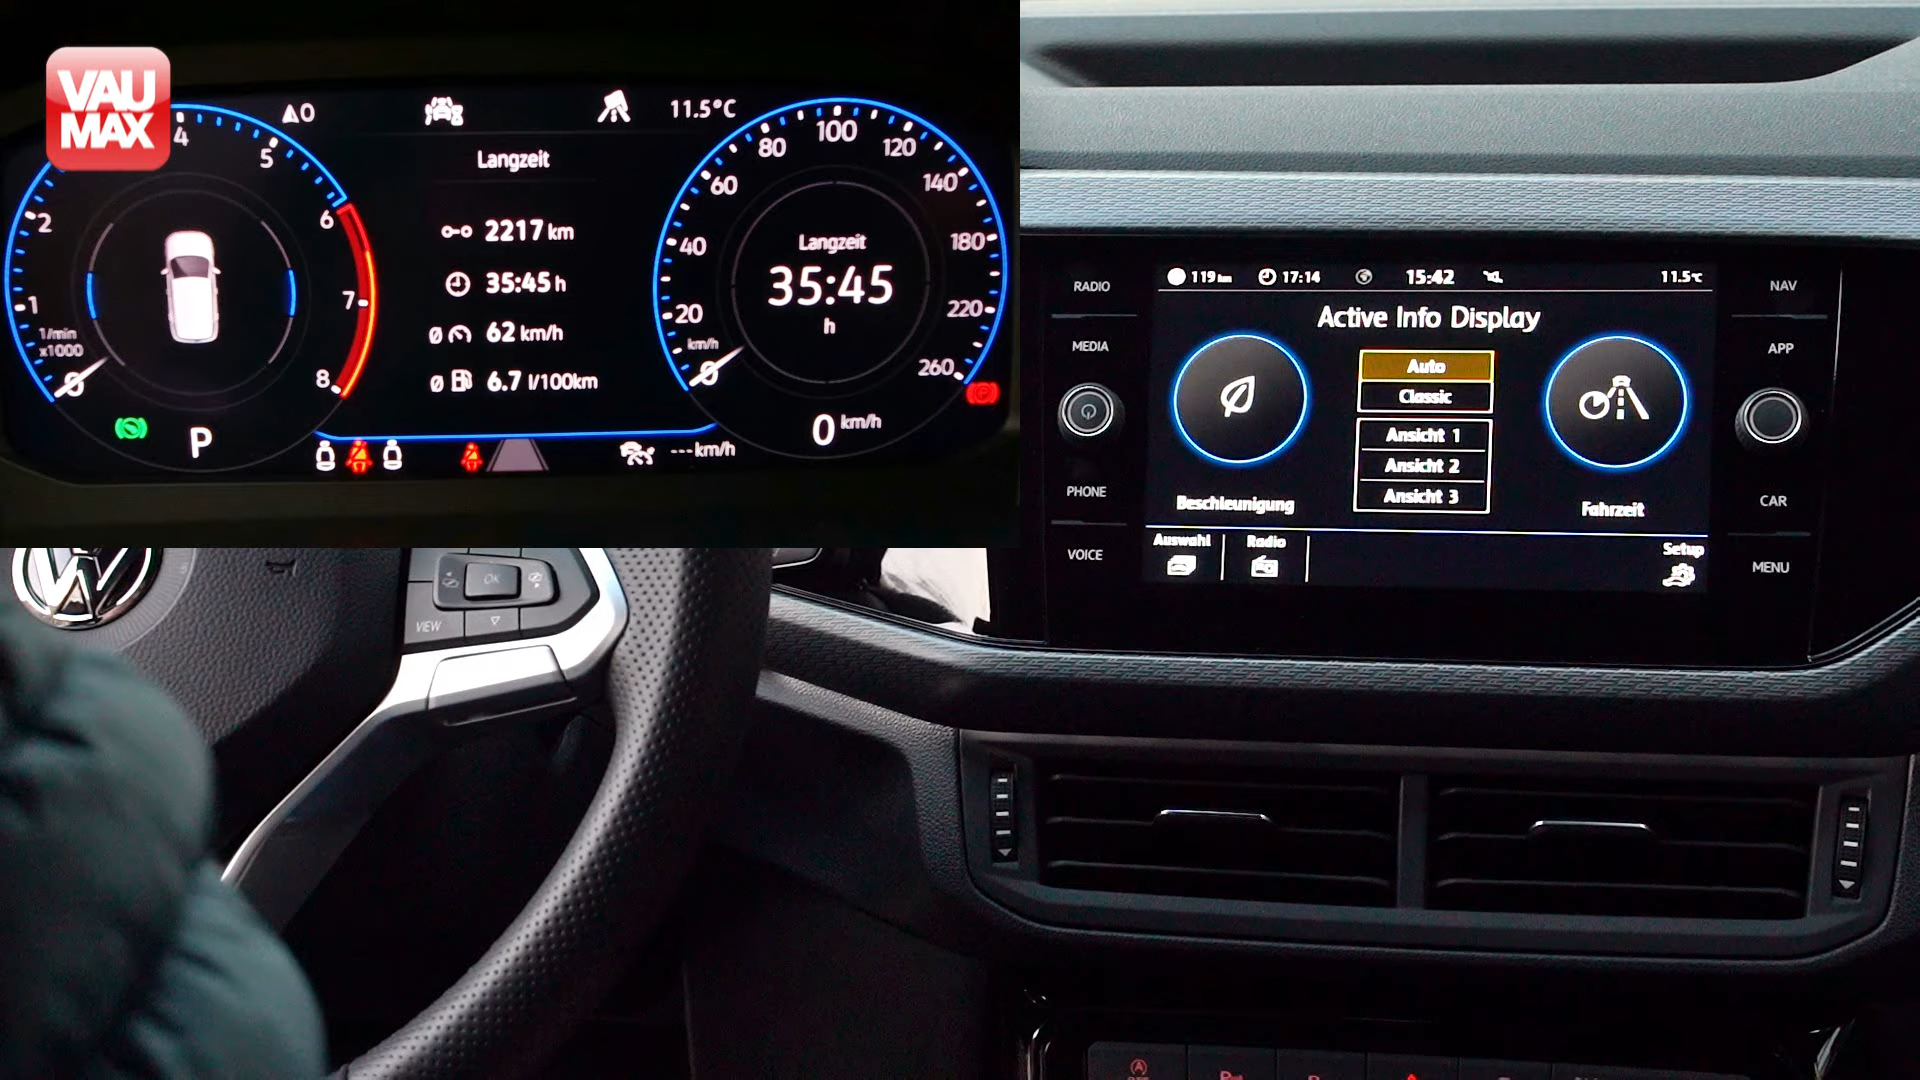 VAU
MAX
0
11.5°C
Langzeit
2217 km
35:45 h
Ø 62 km/h
Ø 6.7 l/100km
1
2
4
5
6
7
8
1/min
x1000
P
--- km/h
0
20
40
60
80
100
120
140
180
220
260
km/h
Langzeit
35:45
h
0 km/h
OK
VIEW
RADIO
MEDIA
PHONE
VOICE
119 km
17:14
15:42
11.5°C
Active Info Display
Auto
Classic
Ansicht 1
Ansicht 2
Ansicht 3
Beschleunigung
Fahrzeit
Auswahl
Radio
Setup
NAV
APP
CAR
MENU